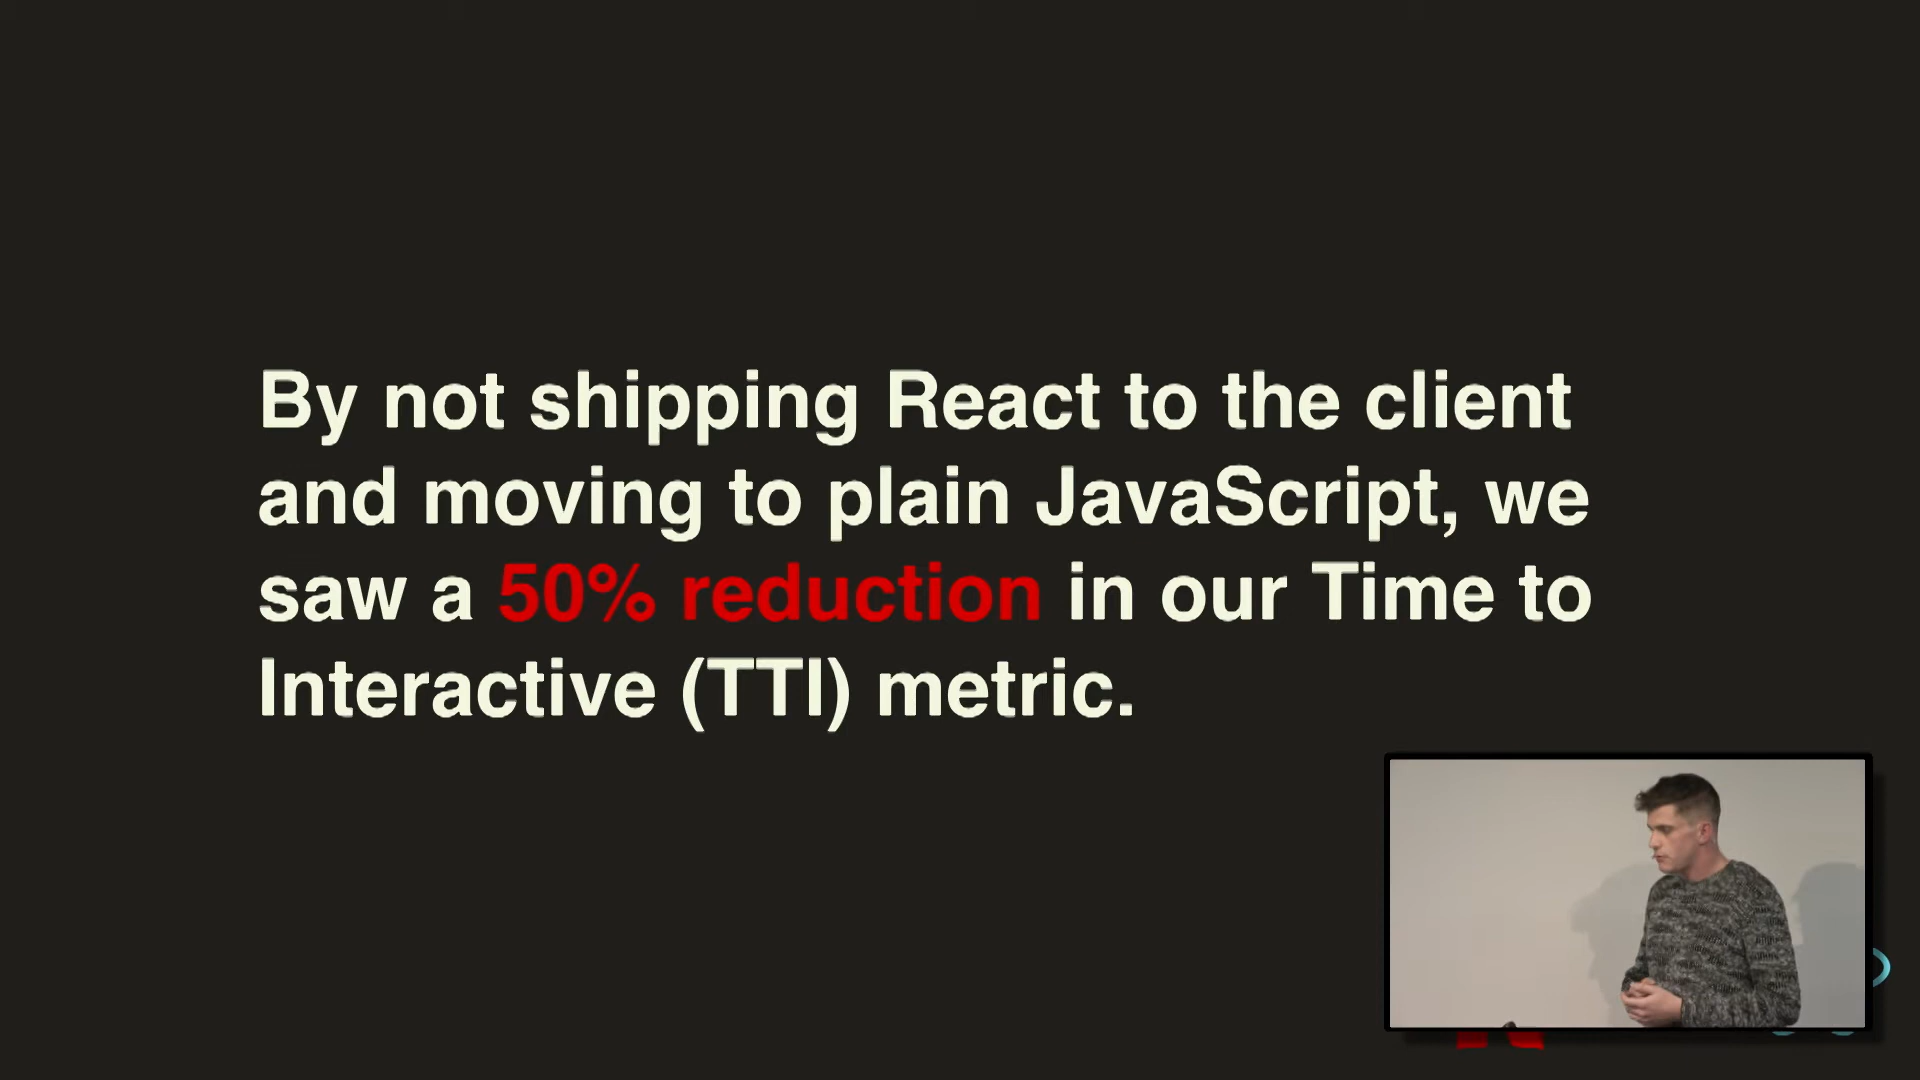 By not shipping React to the client
and moving to plain JavaScript, we
saw a 50% reduction in our Time to
Interactive (TTI) metric.